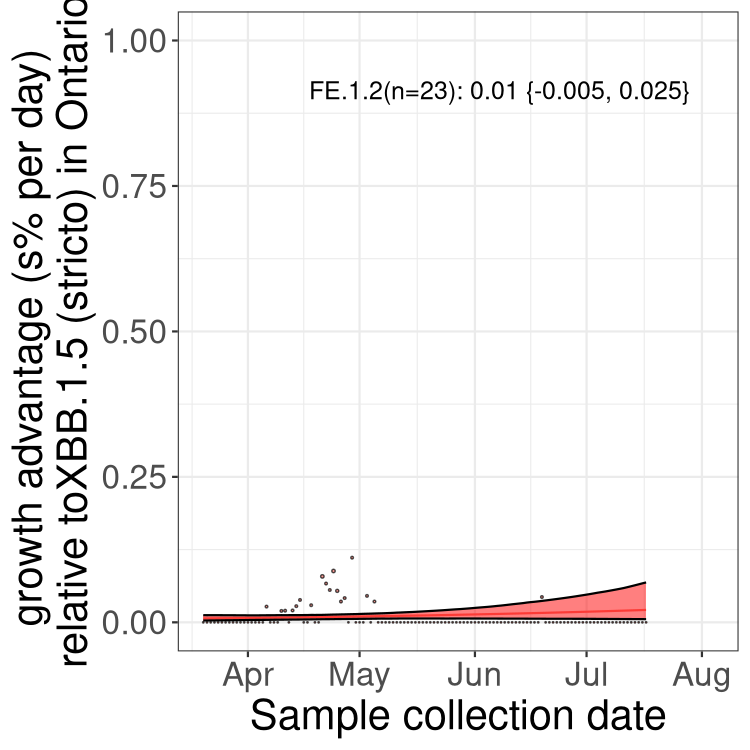 growth advantage (s% per day)
relative toXBB.1.5 (stricto) in Ontario
1.00
0.75
0.50
0.25
0.00
FE.1.2(n=23): 0.01 {-0.005, 0.025}
Apr May Jun Jul Aug
Sample collection date